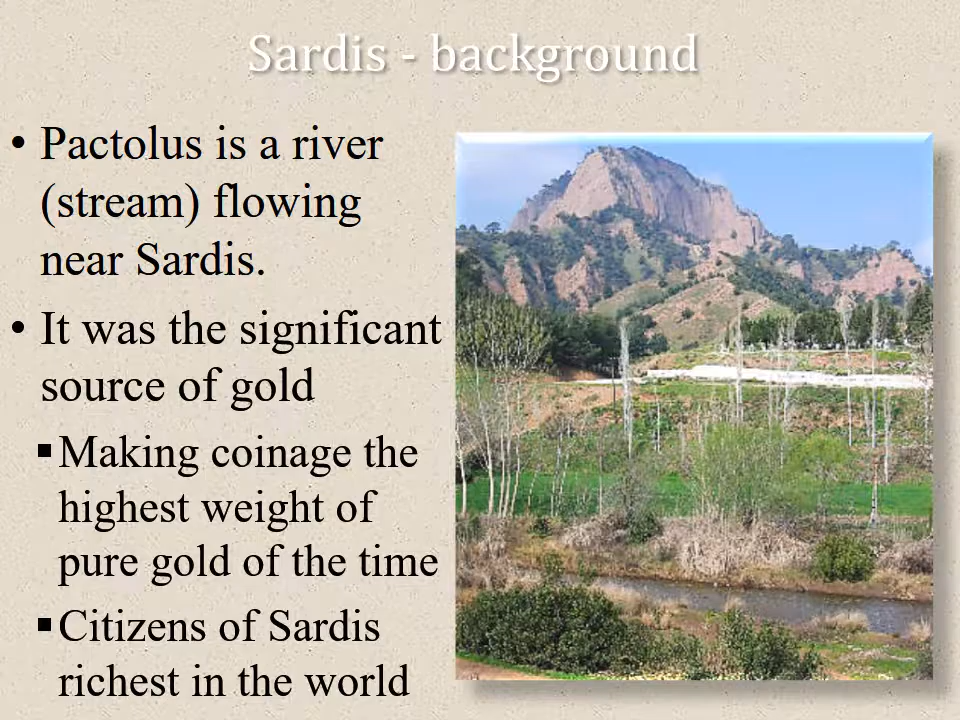 Sardis - background
• Pactolus is a river
(stream) flowing
near Sardis.
• It was the significant
source of gold
▪ Making coinage the
highest weight of
pure gold of the time
▪ Citizens of Sardis
richest in the world